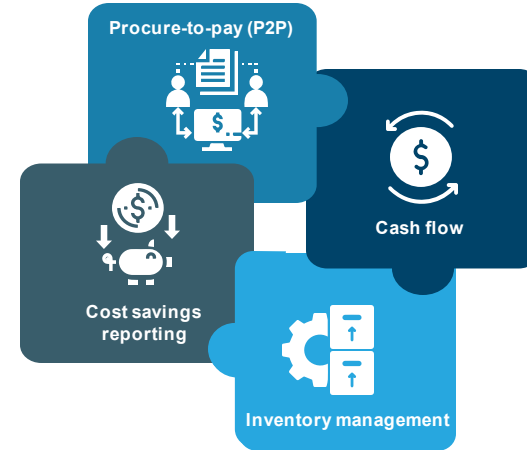 Procure-to-pay (P2P)
$
$
Cash flow
$
Cost savings
reporting
Inventory management